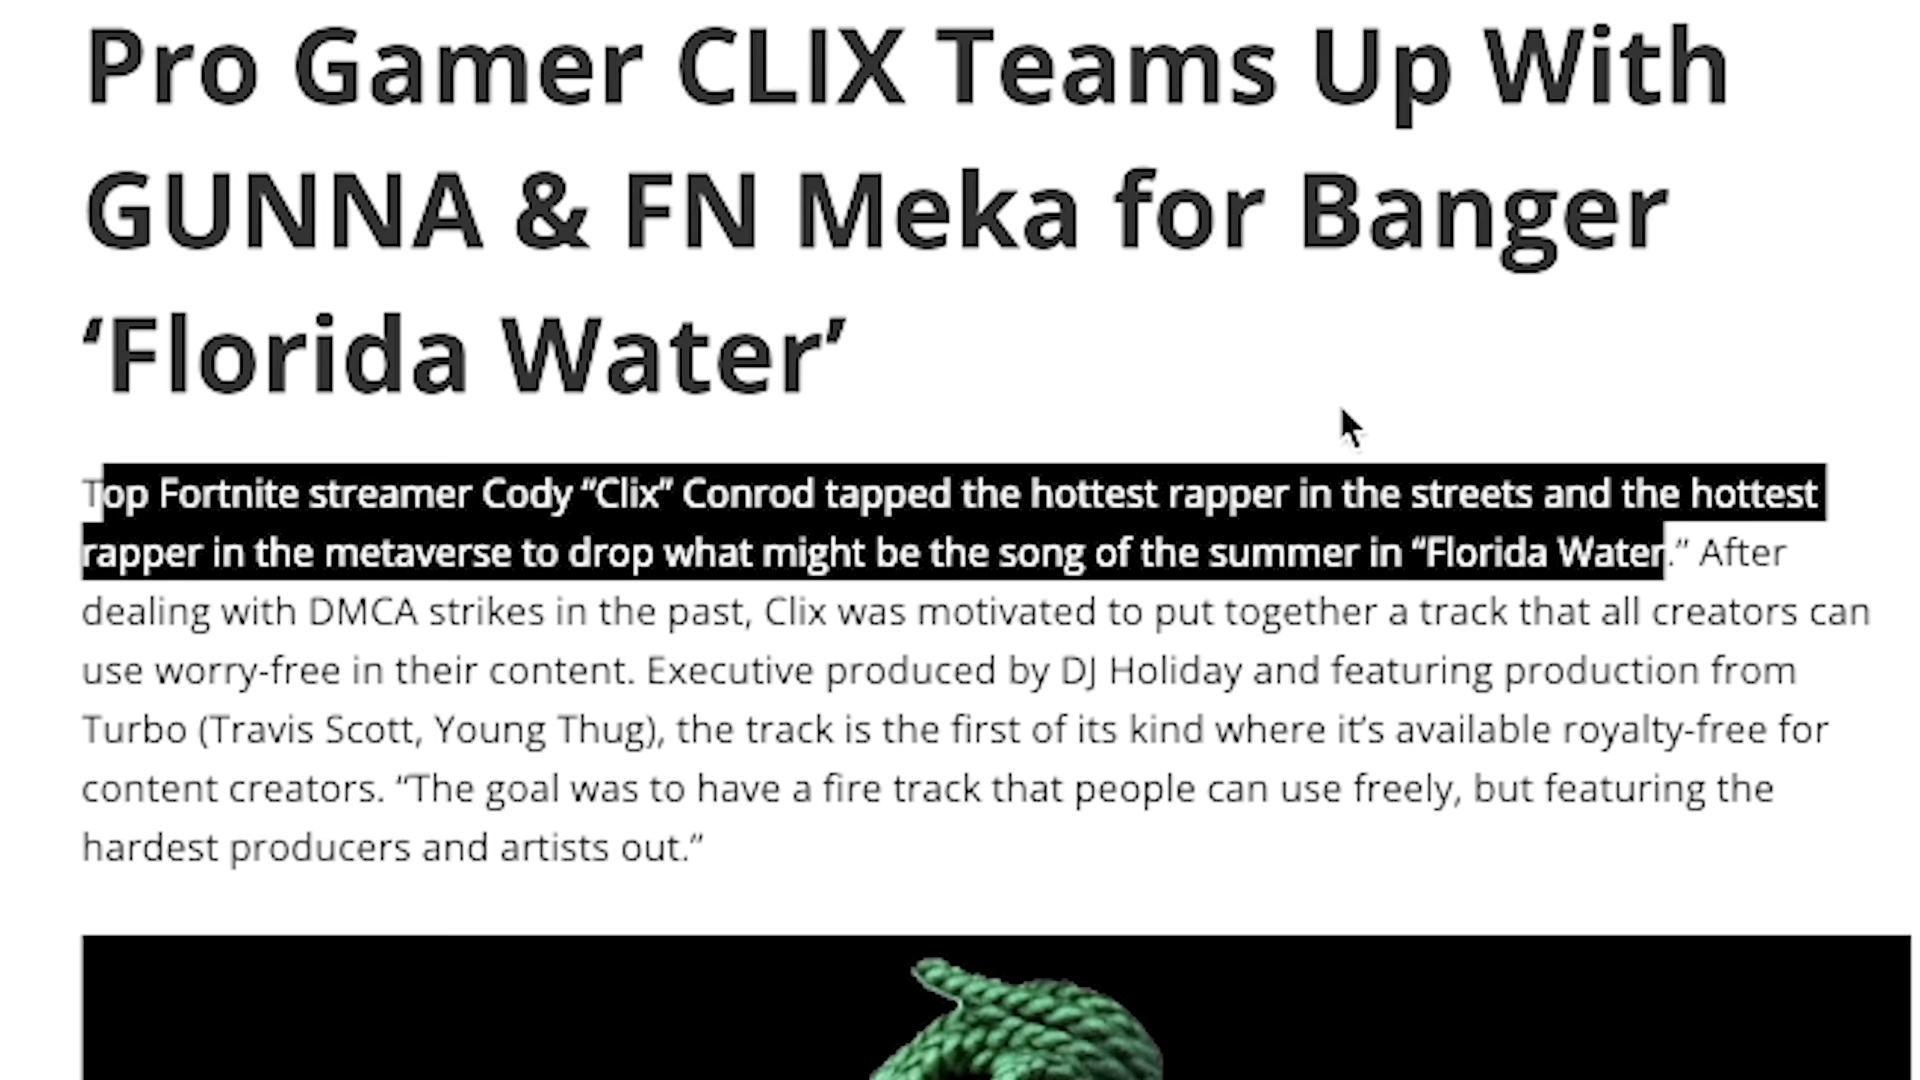 Pro Gamer CLIX Teams Up With
GUNNA & FN Meka for Banger
‘Florida Water’
Top Fortnite streamer Cody “Clix” Conrod tapped the hottest rapper in the streets and the hottest
rapper in the metaverse to drop what might be the song of the summer in “Florida Water.” After
dealing with DMCA strikes in the past, Clix was motivated to put together a track that all creators can
use worry-free in their content. Executive produced by DJ Holiday and featuring production from
Turbo (Travis Scott, Young Thug), the track is the first of its kind where it’s available royalty-free for
content creators. “The goal was to have a fire track that people can use freely, but featuring the
hardest producers and artists out.”